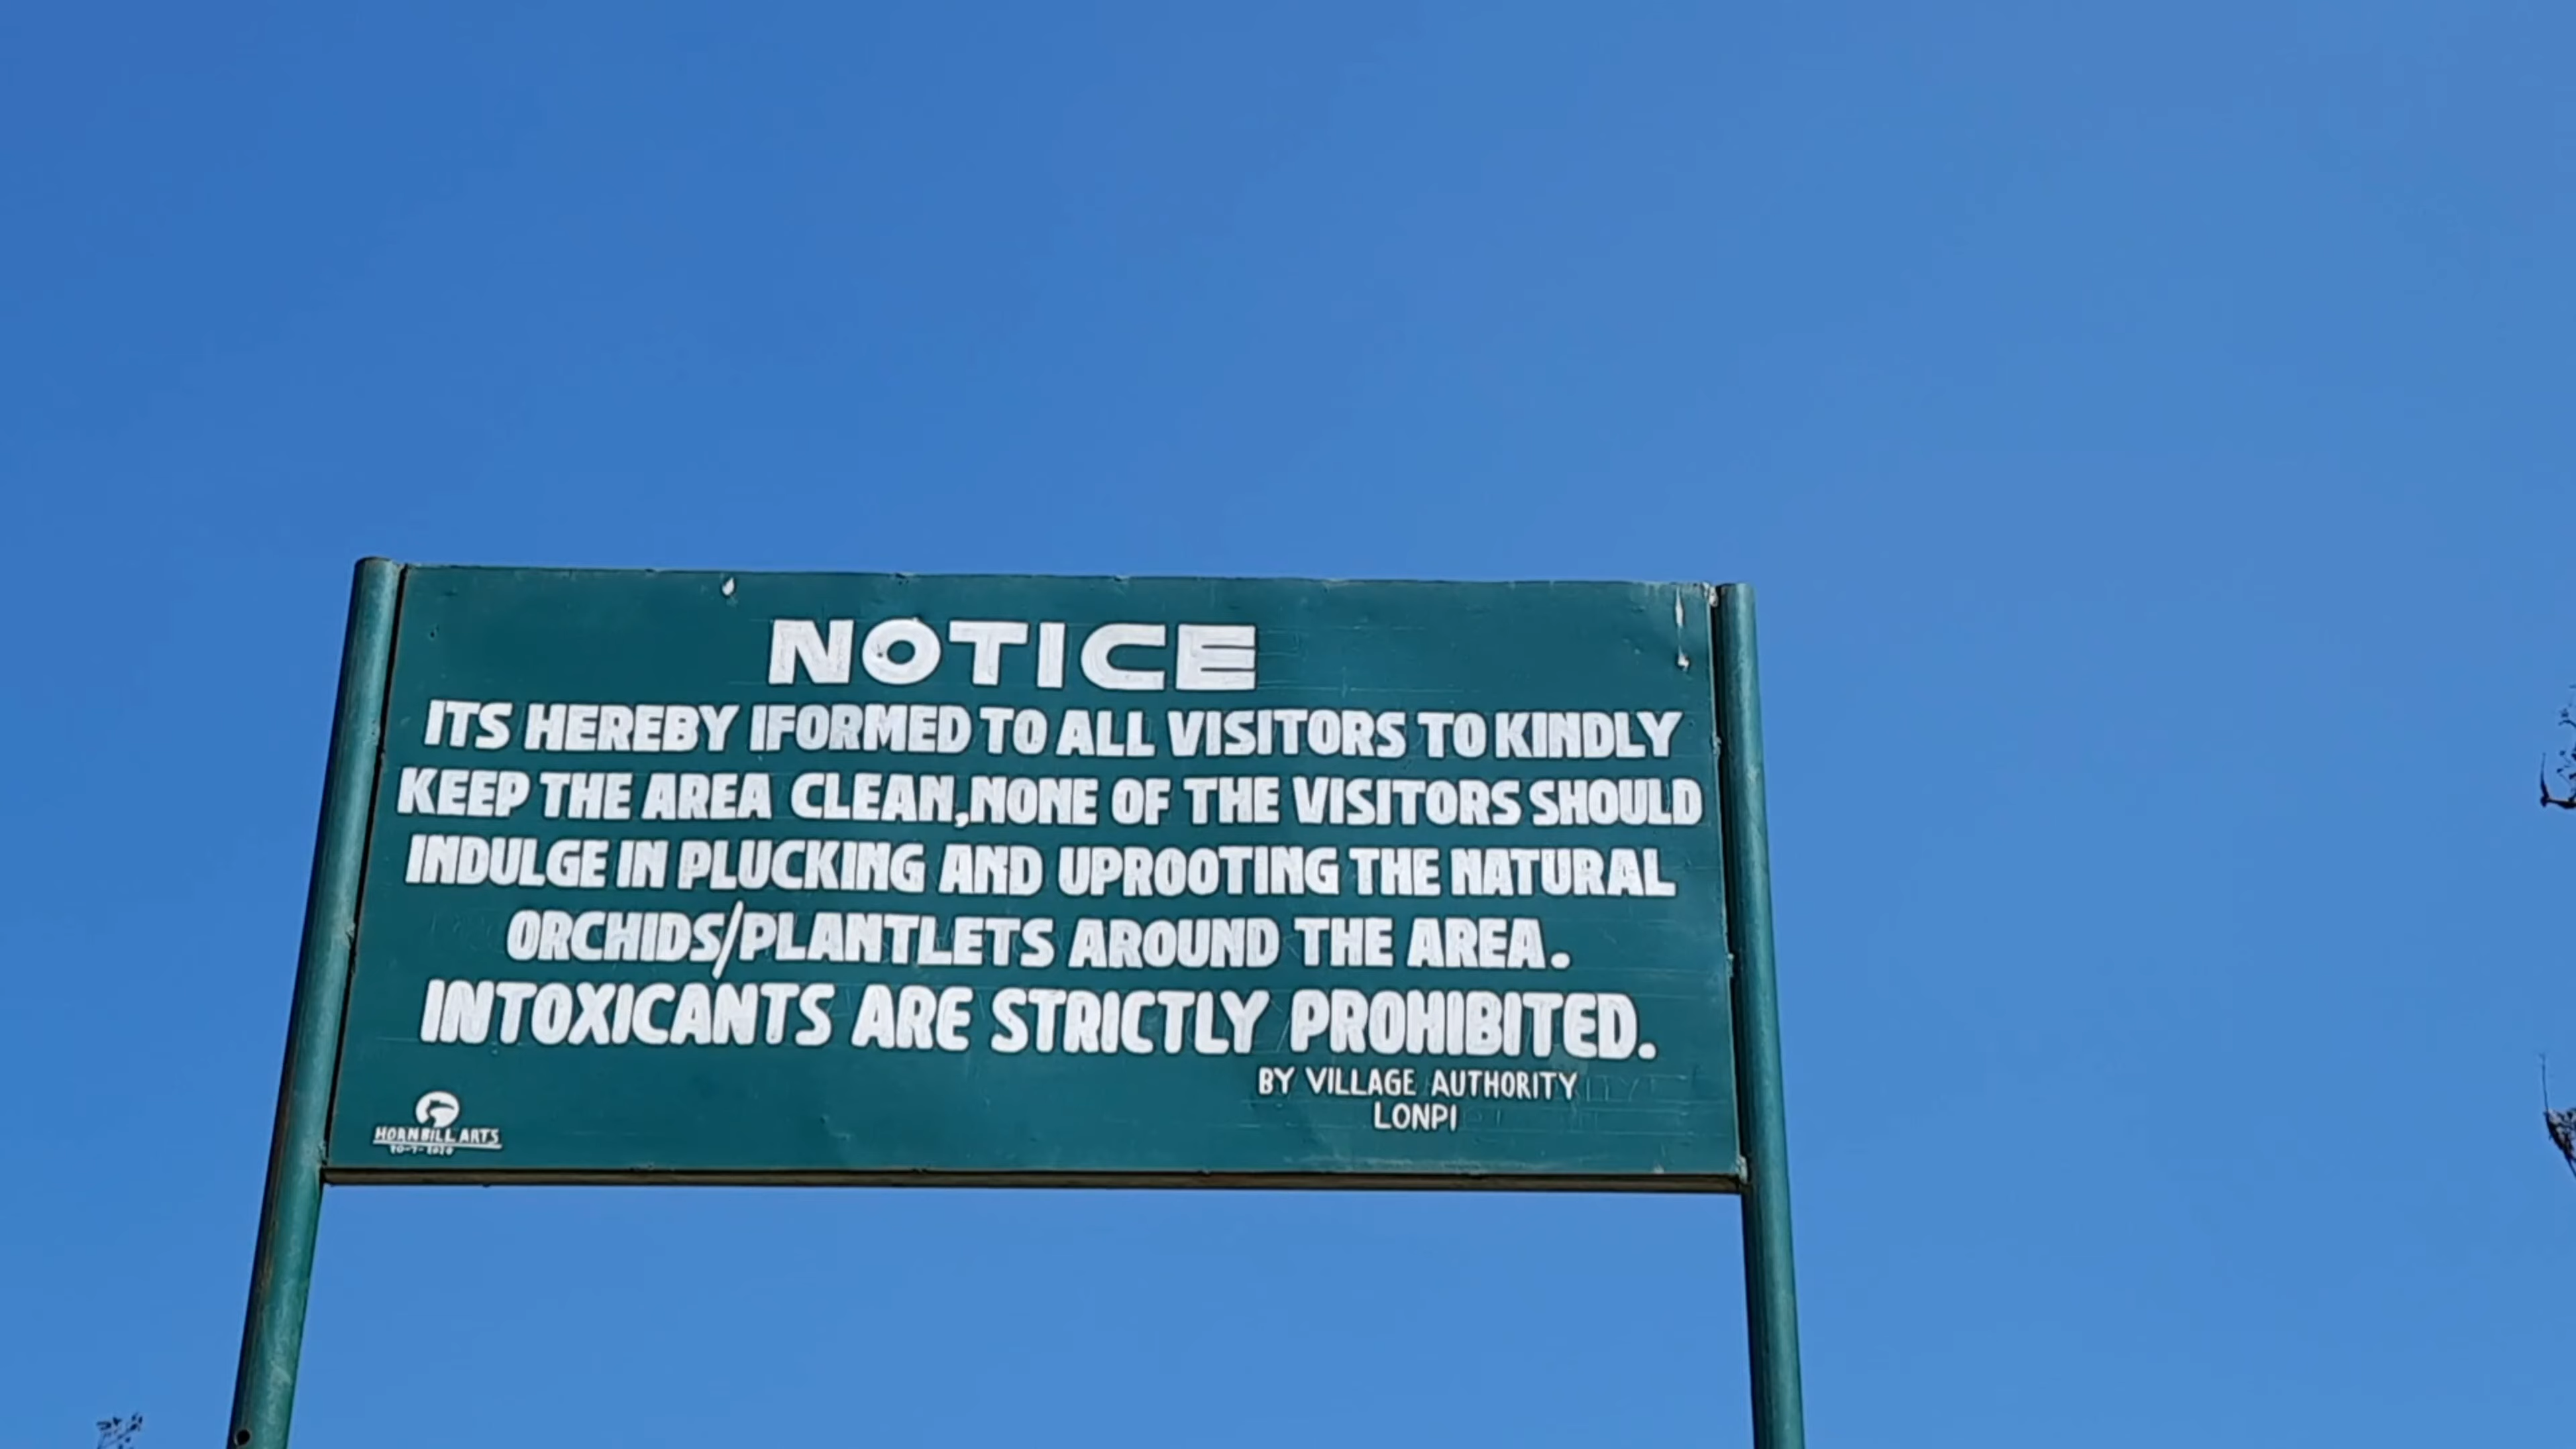 NOTICE
ITS HEREBY IFORMED TO ALL VISITORS TO KINDLY
KEEP THE AREA CLEAN,NONE OF THE VISITORS SHOULD
INDULGE IN PLUCKING AND UPROOTING THE NATURAL
ORCHIDS/PLANTLETS AROUND THE AREA.
INTOXICANTS ARE STRICTLY PROHIBITED.
BY VILLAGE AUTHORITY
LONPI
HORNBILL ARTS